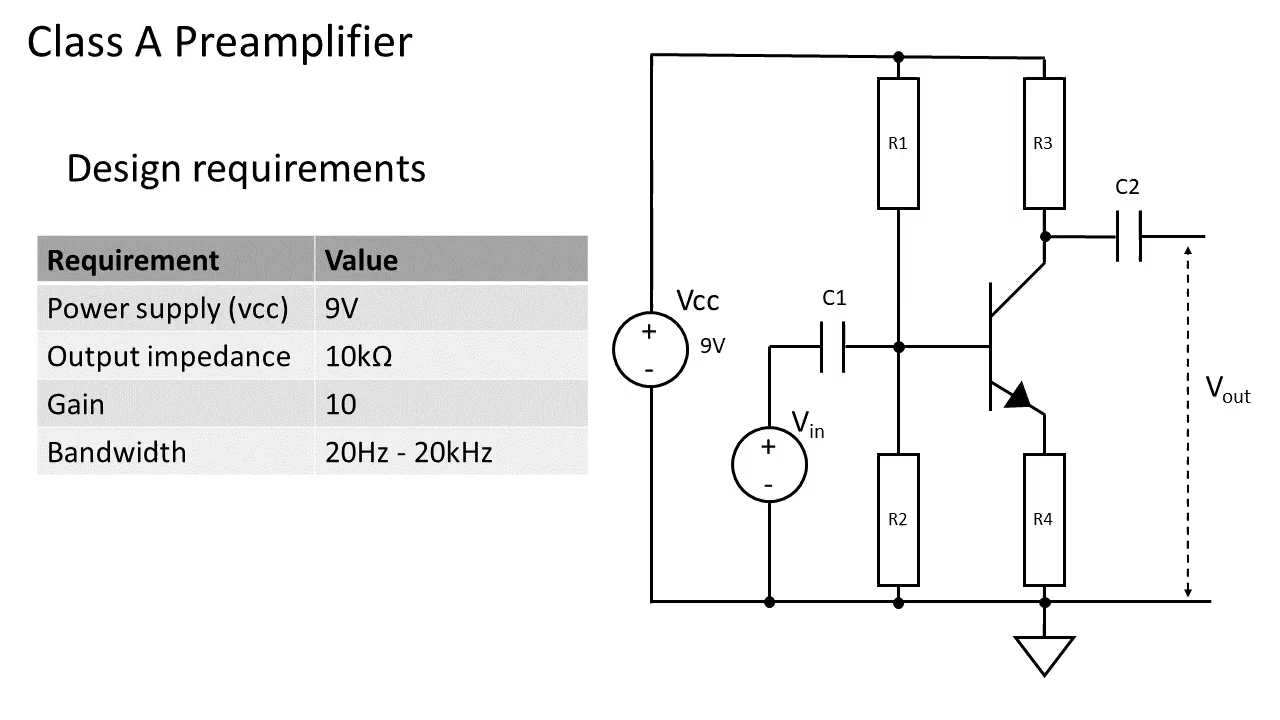 Class A Preamplifier
Design requirements
Requirement Value
Power supply (vcc) 9V
Output impedance 10kΩ
Gain 10
Bandwidth 20Hz - 20kHz
R1
R3
C2
C1
Vcc
+
9V
-
Vin
+
-
Vout
R2
R4